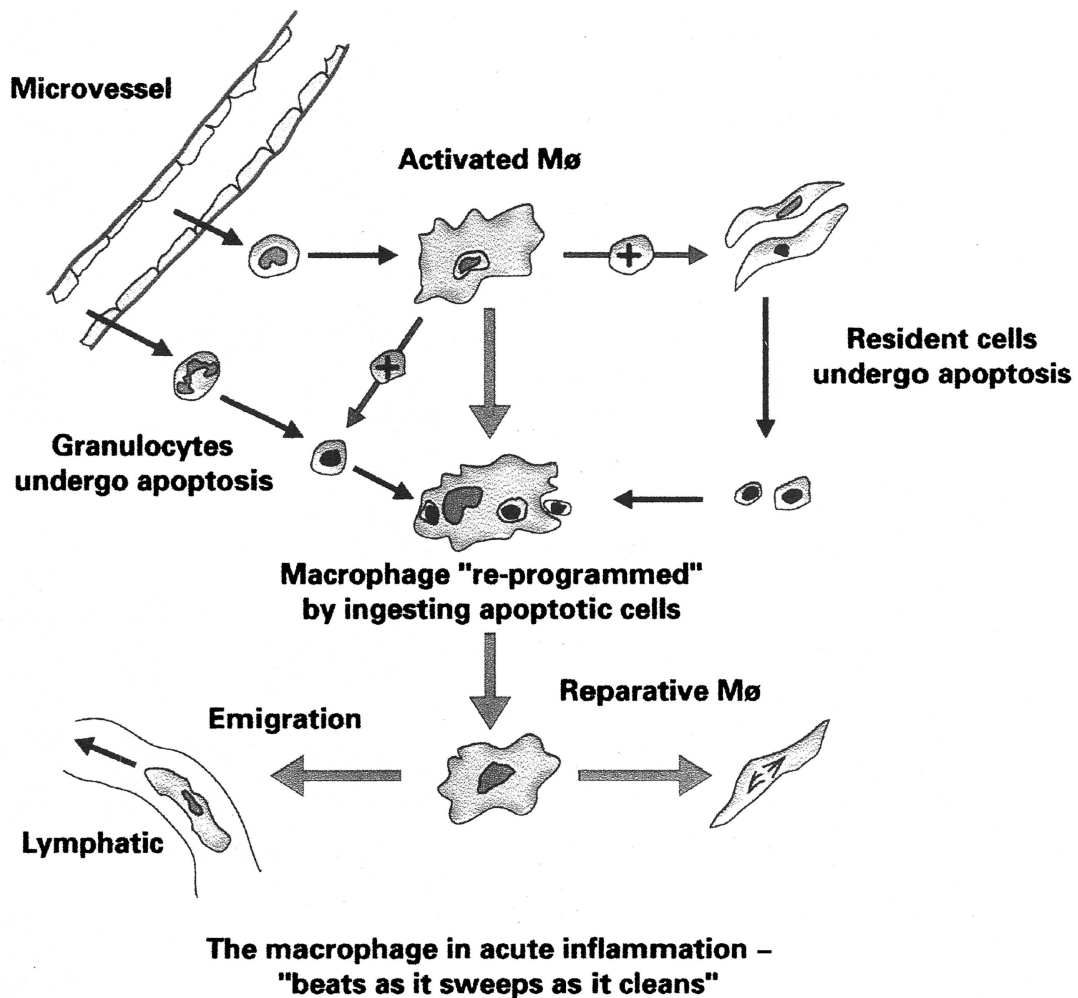 Microvessel
Activated Mø
+
+
Resident cells
undergo apoptosis
Granulocytes
undergo apoptosis
Macrophage "re-programmed"
by ingesting apoptotic cells
Reparative Mø
Emigration
Lymphatic
The macrophage in acute inflammation –
"beats as it sweeps as it cleans"